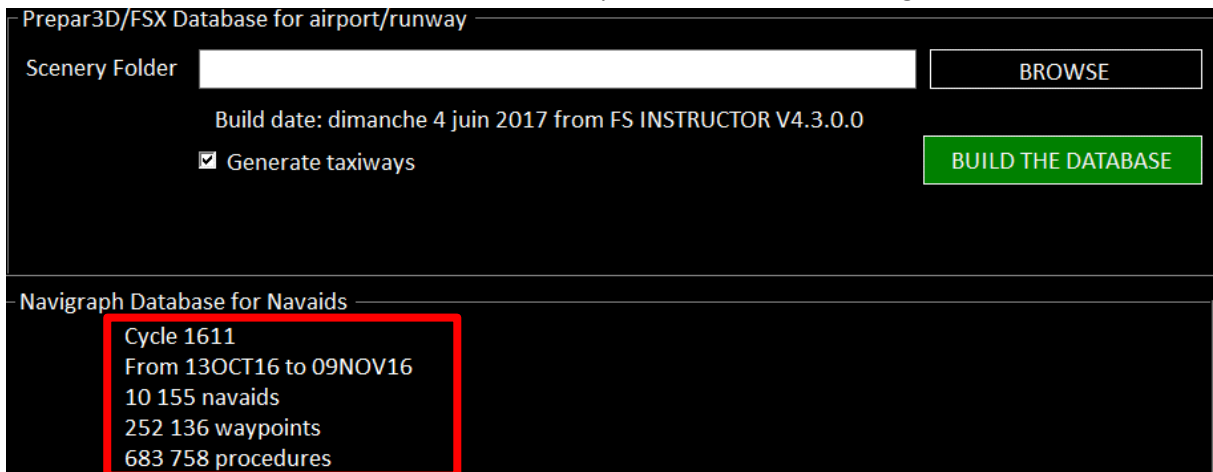 Prepar3D/FSX Database for airport/runway
Scenery Folder
BROWSE
Build date: dimanche 4 juin 2017 from FS INSTRUCTOR V4.3.0.0
Generate taxiways
BUILD THE DATABASE
Navigraph Database for Navaids
Cycle 1611
From 13OCT16 to 09NOV16
10 155 navaids
252 136 waypoints
683 758 procedures